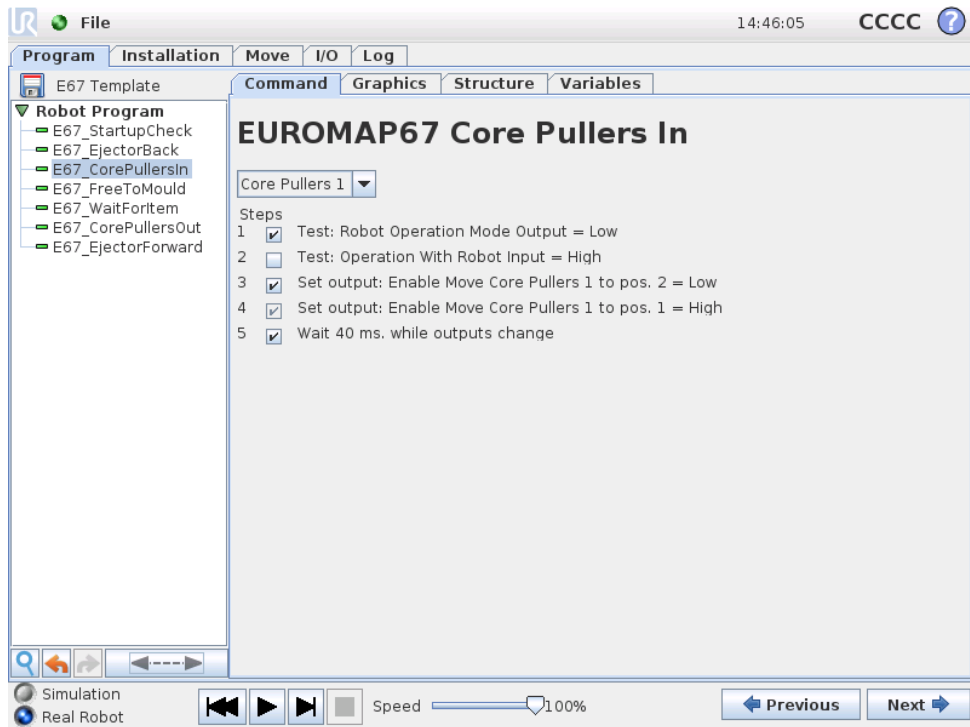 UR File 14:46:05 CCCC ?
Program Installation Move I/O Log
E67 Template
Command Graphics Structure Variables
Robot Program
E67_StartupCheck
E67_EjectorBack
E67_CorePullersIn
E67_FreeToMould
E67_WaitForItem
E67_CorePullersOut
E67_EjectorForward
EUROMAP67 Core Pullers In
Core Pullers 1
Steps
1 Test: Robot Operation Mode Output = Low
2 Test: Operation With Robot Input = High
3 Set output: Enable Move Core Pullers 1 to pos. 2 = Low
4 Set output: Enable Move Core Pullers 1 to pos. 1 = High
5 Wait 40 ms. while outputs change
Simulation
Real Robot
Speed 100%
Previous Next